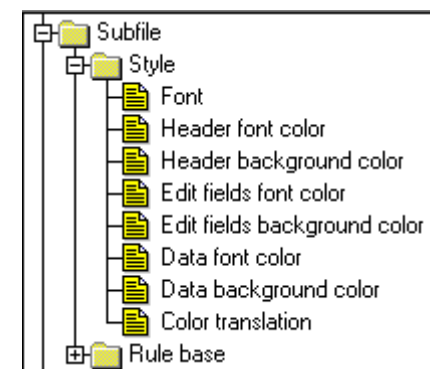 Subfile
Style
Font
Header font color
Header background color
Edit fields font color
Edit fields background color
Data font color
Data background color
Color translation
Rule base